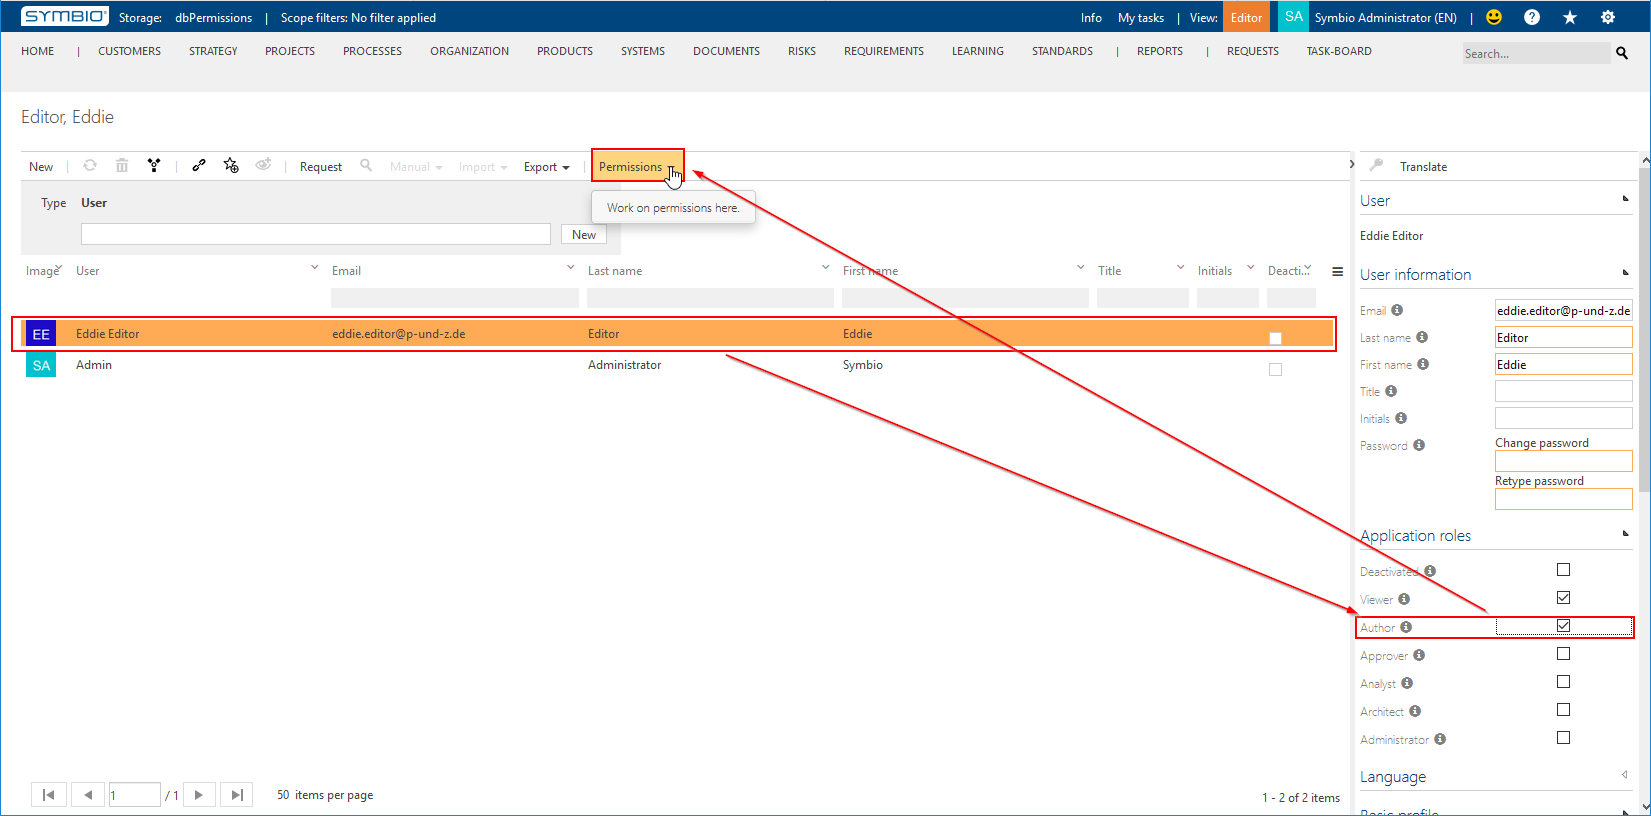 SYMBIO Storage: dbPermissions | Scope filters: No filter applied Info My tasks | View: Editor SA Symbio Administrator (EN) |
HOME | CUSTOMERS STRATEGY PROJECTS PROCESSES ORGANIZATION PRODUCTS SYSTEMS DOCUMENTS RISKS REQUIREMENTS LEARNING STANDARDS | REPORTS | REQUESTS TASK-BOARD Search...
Editor, Eddie
New Request Manual Import Export Permissions
Work on permissions here.
Type User
New
Image User Email Last name First name Title Initials Deacti...
EE Eddie Editor eddie.editor@p-und-z.de Editor Eddie
SA Admin Administrator Symbio
1 / 1 50 items per page 1 - 2 of 2 items
Translate
User
Eddie Editor
User information
Email eddie.editor@p-und-z.de
Last name Editor
First name Eddie
Title
Initials
Password Change password
Retype password
Application roles
Deactivated
Viewer
Author
Approver
Analyst
Architect
Administrator
Language
Basic profile